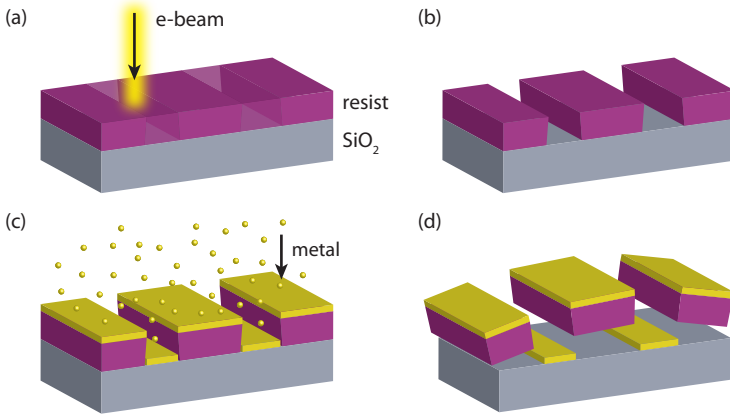 (a)
e-beam
resist
SiO₂
(b)
(c)
metal
(d)